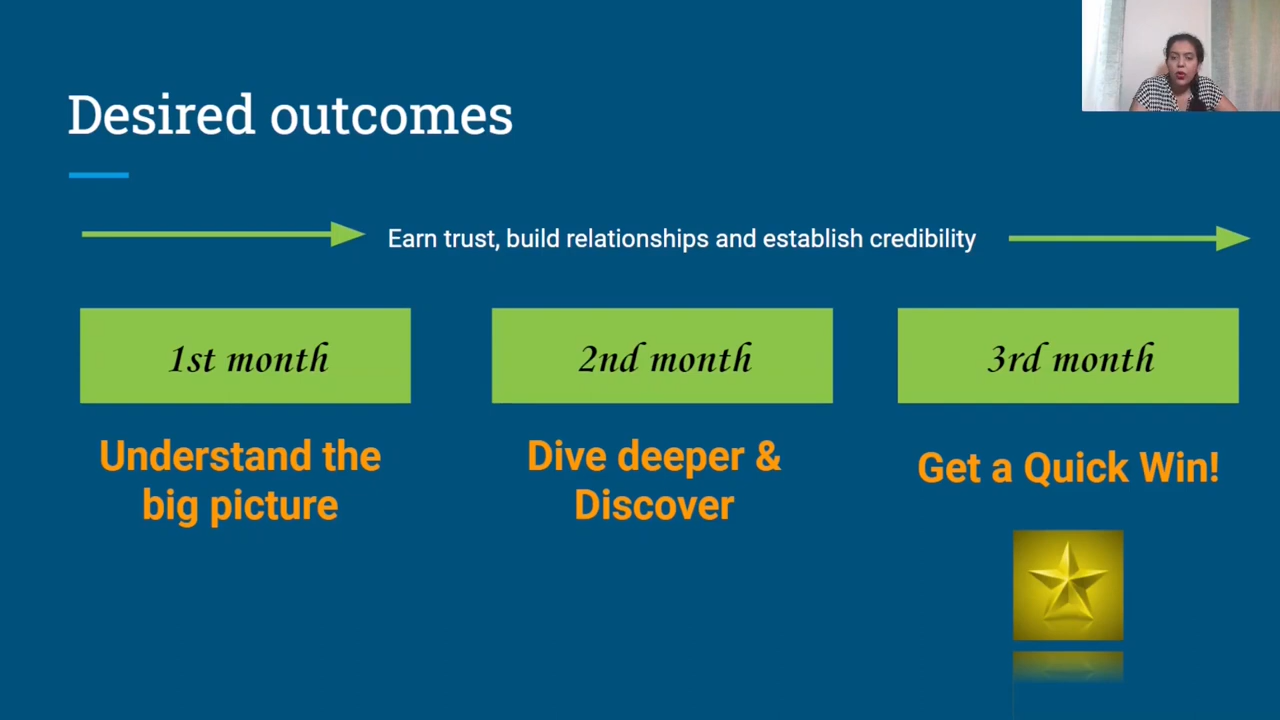 Desired outcomes
Earn trust, build relationships and establish credibility
1st month
2nd month
3rd month
Understand the
big picture
Dive deeper &
Discover
Get a Quick Win!